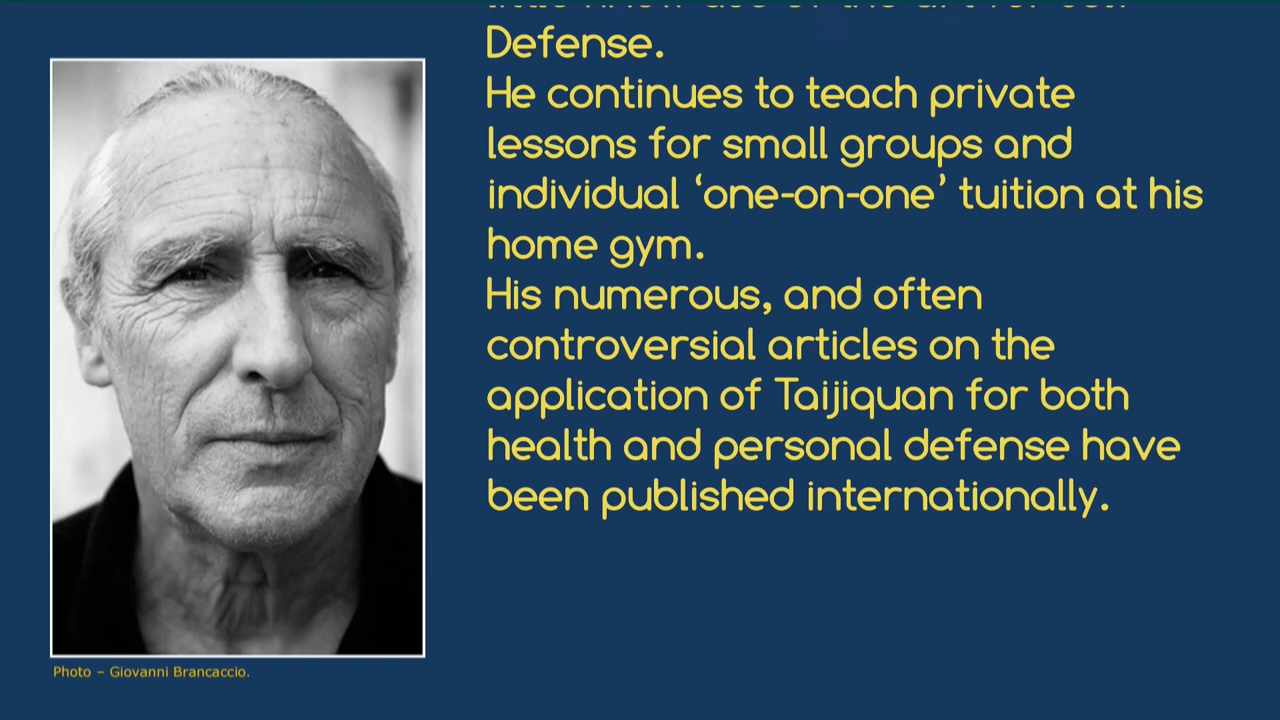 Defense.
He continues to teach private
lessons for small groups and
individual ‘one-on-one’ tuition at his
home gym.
His numerous, and often
controversial articles on the
application of Taijiquan for both
health and personal defense have
been published internationally.
Photo – Giovanni Brancaccio.